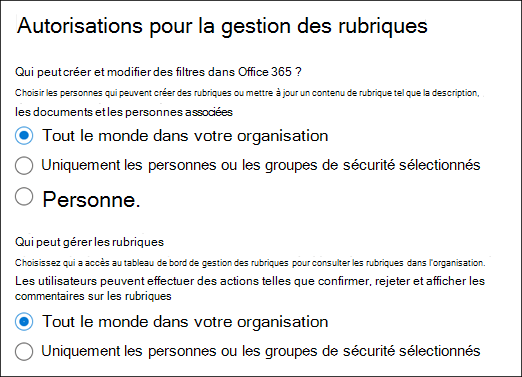 Autorisations pour la gestion des rubriques
Qui peut créer et modifier des filtres dans Office 365 ?
Choisir les personnes qui peuvent créer des rubriques ou mettre à jour un contenu de rubrique tel que la description,
les documents et les personnes associées
Tout le monde dans votre organisation
Uniquement les personnes ou les groupes de sécurité sélectionnés
Personne.
Qui peut gérer les rubriques
Choisissez qui a accès au tableau de bord de gestion des rubriques pour consulter les rubriques dans l'organisation.
Les utilisateurs peuvent effectuer des actions telles que confirmer, rejeter et afficher les
commentaires sur les rubriques
Tout le monde dans votre organisation
Uniquement les personnes ou les groupes de sécurité sélectionnés